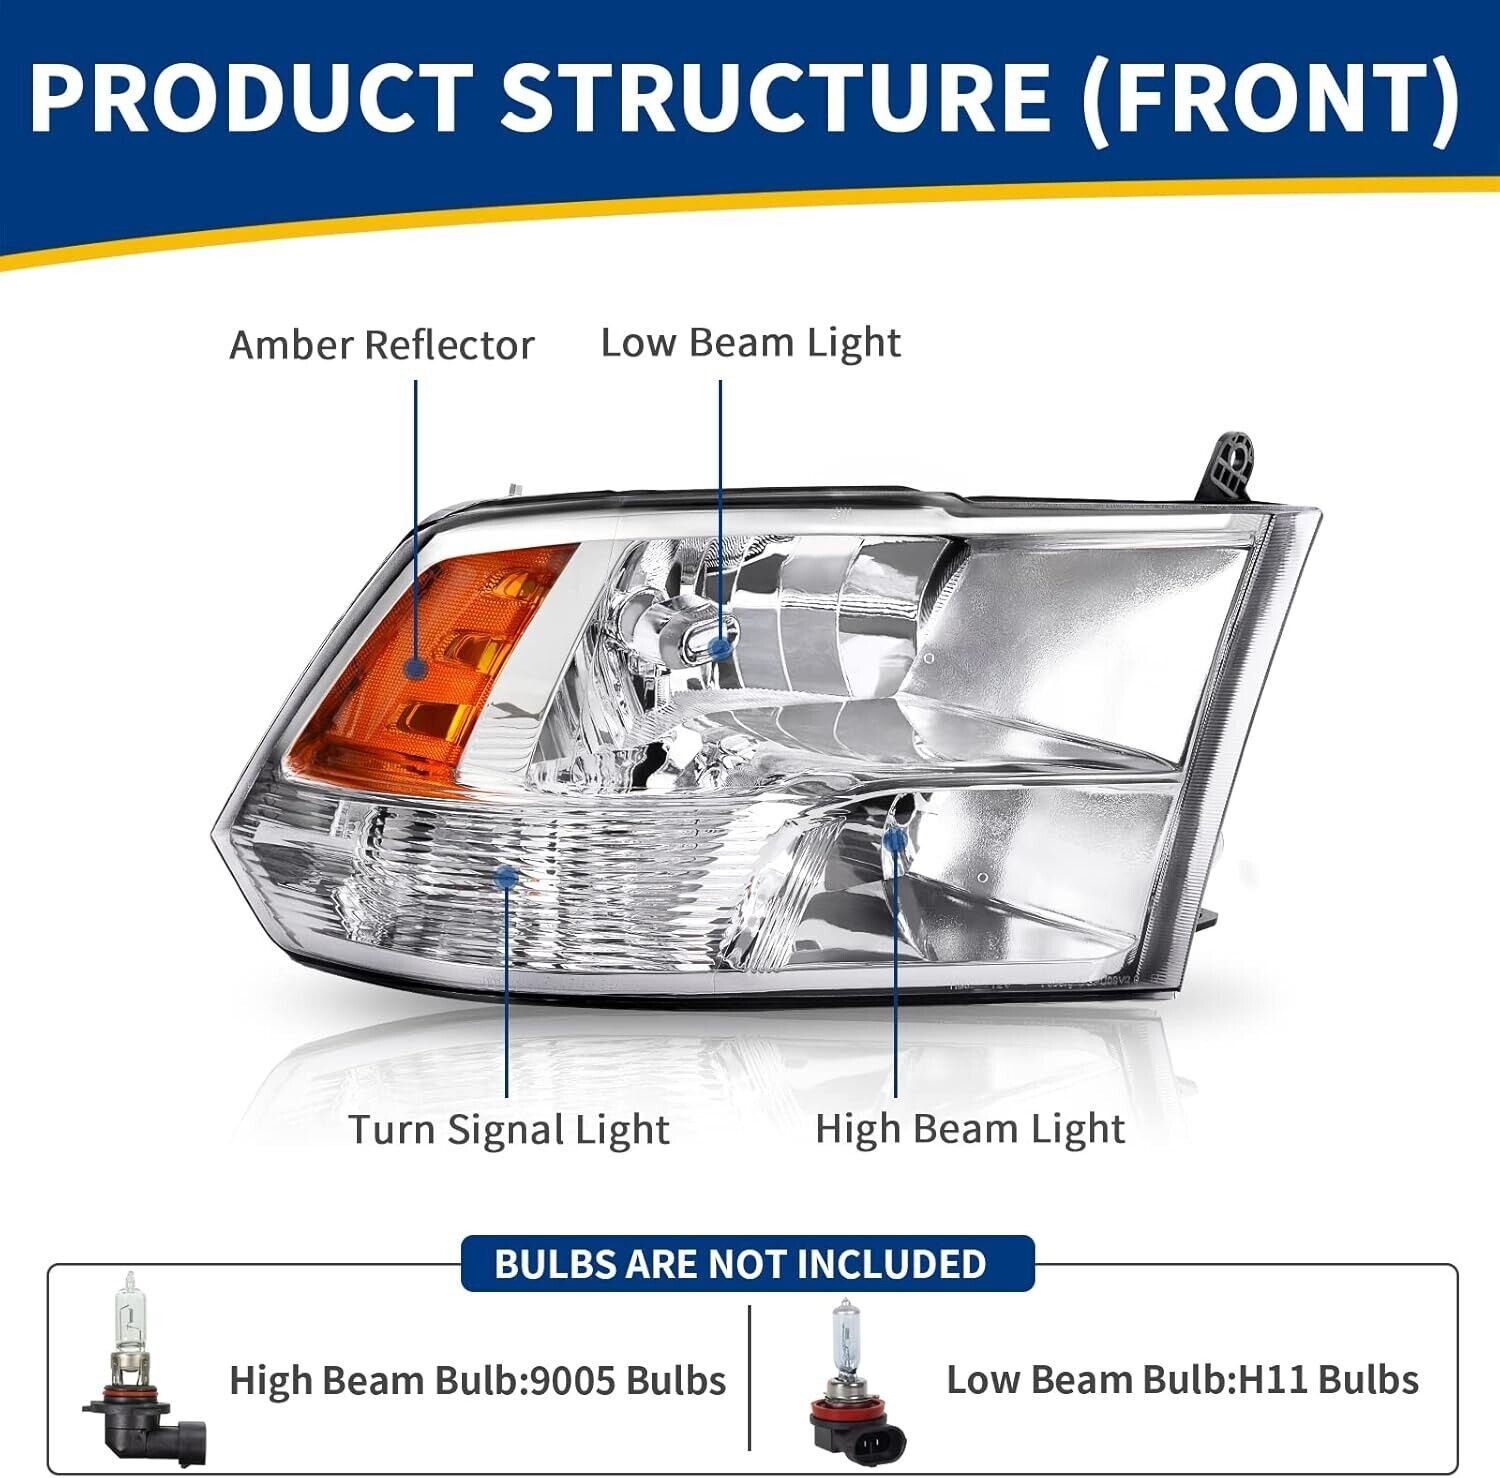 PRODUCT STRUCTURE (FRONT)
Amber Reflector
Low Beam Light
Turn Signal Light
High Beam Light
BULBS ARE NOT INCLUDED
High Beam Bulb:9005 Bulbs
Low Beam Bulb:H11 Bulbs